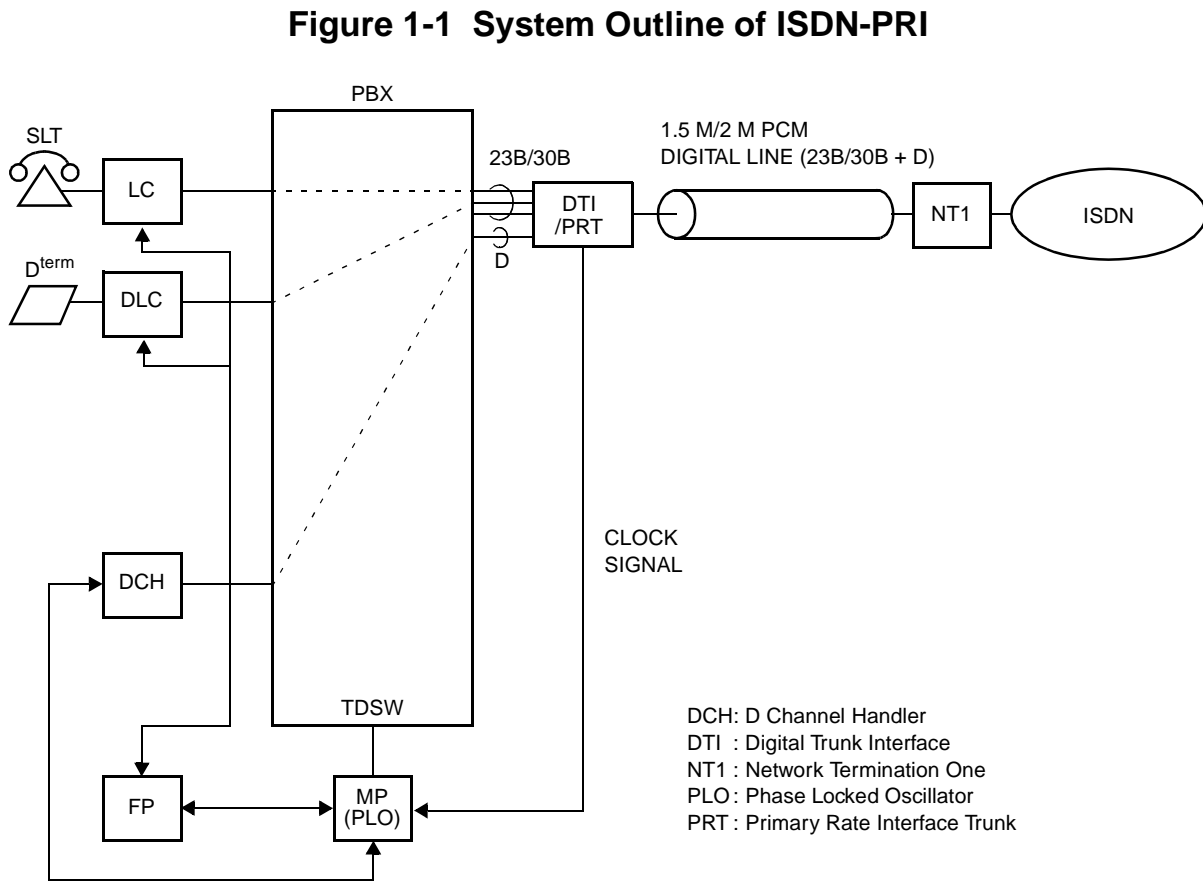 Figure 1-1 System Outline of ISDN-PRI
PBX
SLT
LC
23B/30B
1.5 M/2 M PCM
DIGITAL LINE (23B/30B + D)
DTI
/PRT
NT1
ISDN
D
Dterm
DLC
CLOCK
SIGNAL
DCH
TDSW
FP
MP
(PLO)
DCH: D Channel Handler
DTI : Digital Trunk Interface
NT1 : Network Termination One
PLO : Phase Locked Oscillator
PRT : Primary Rate Interface Trunk